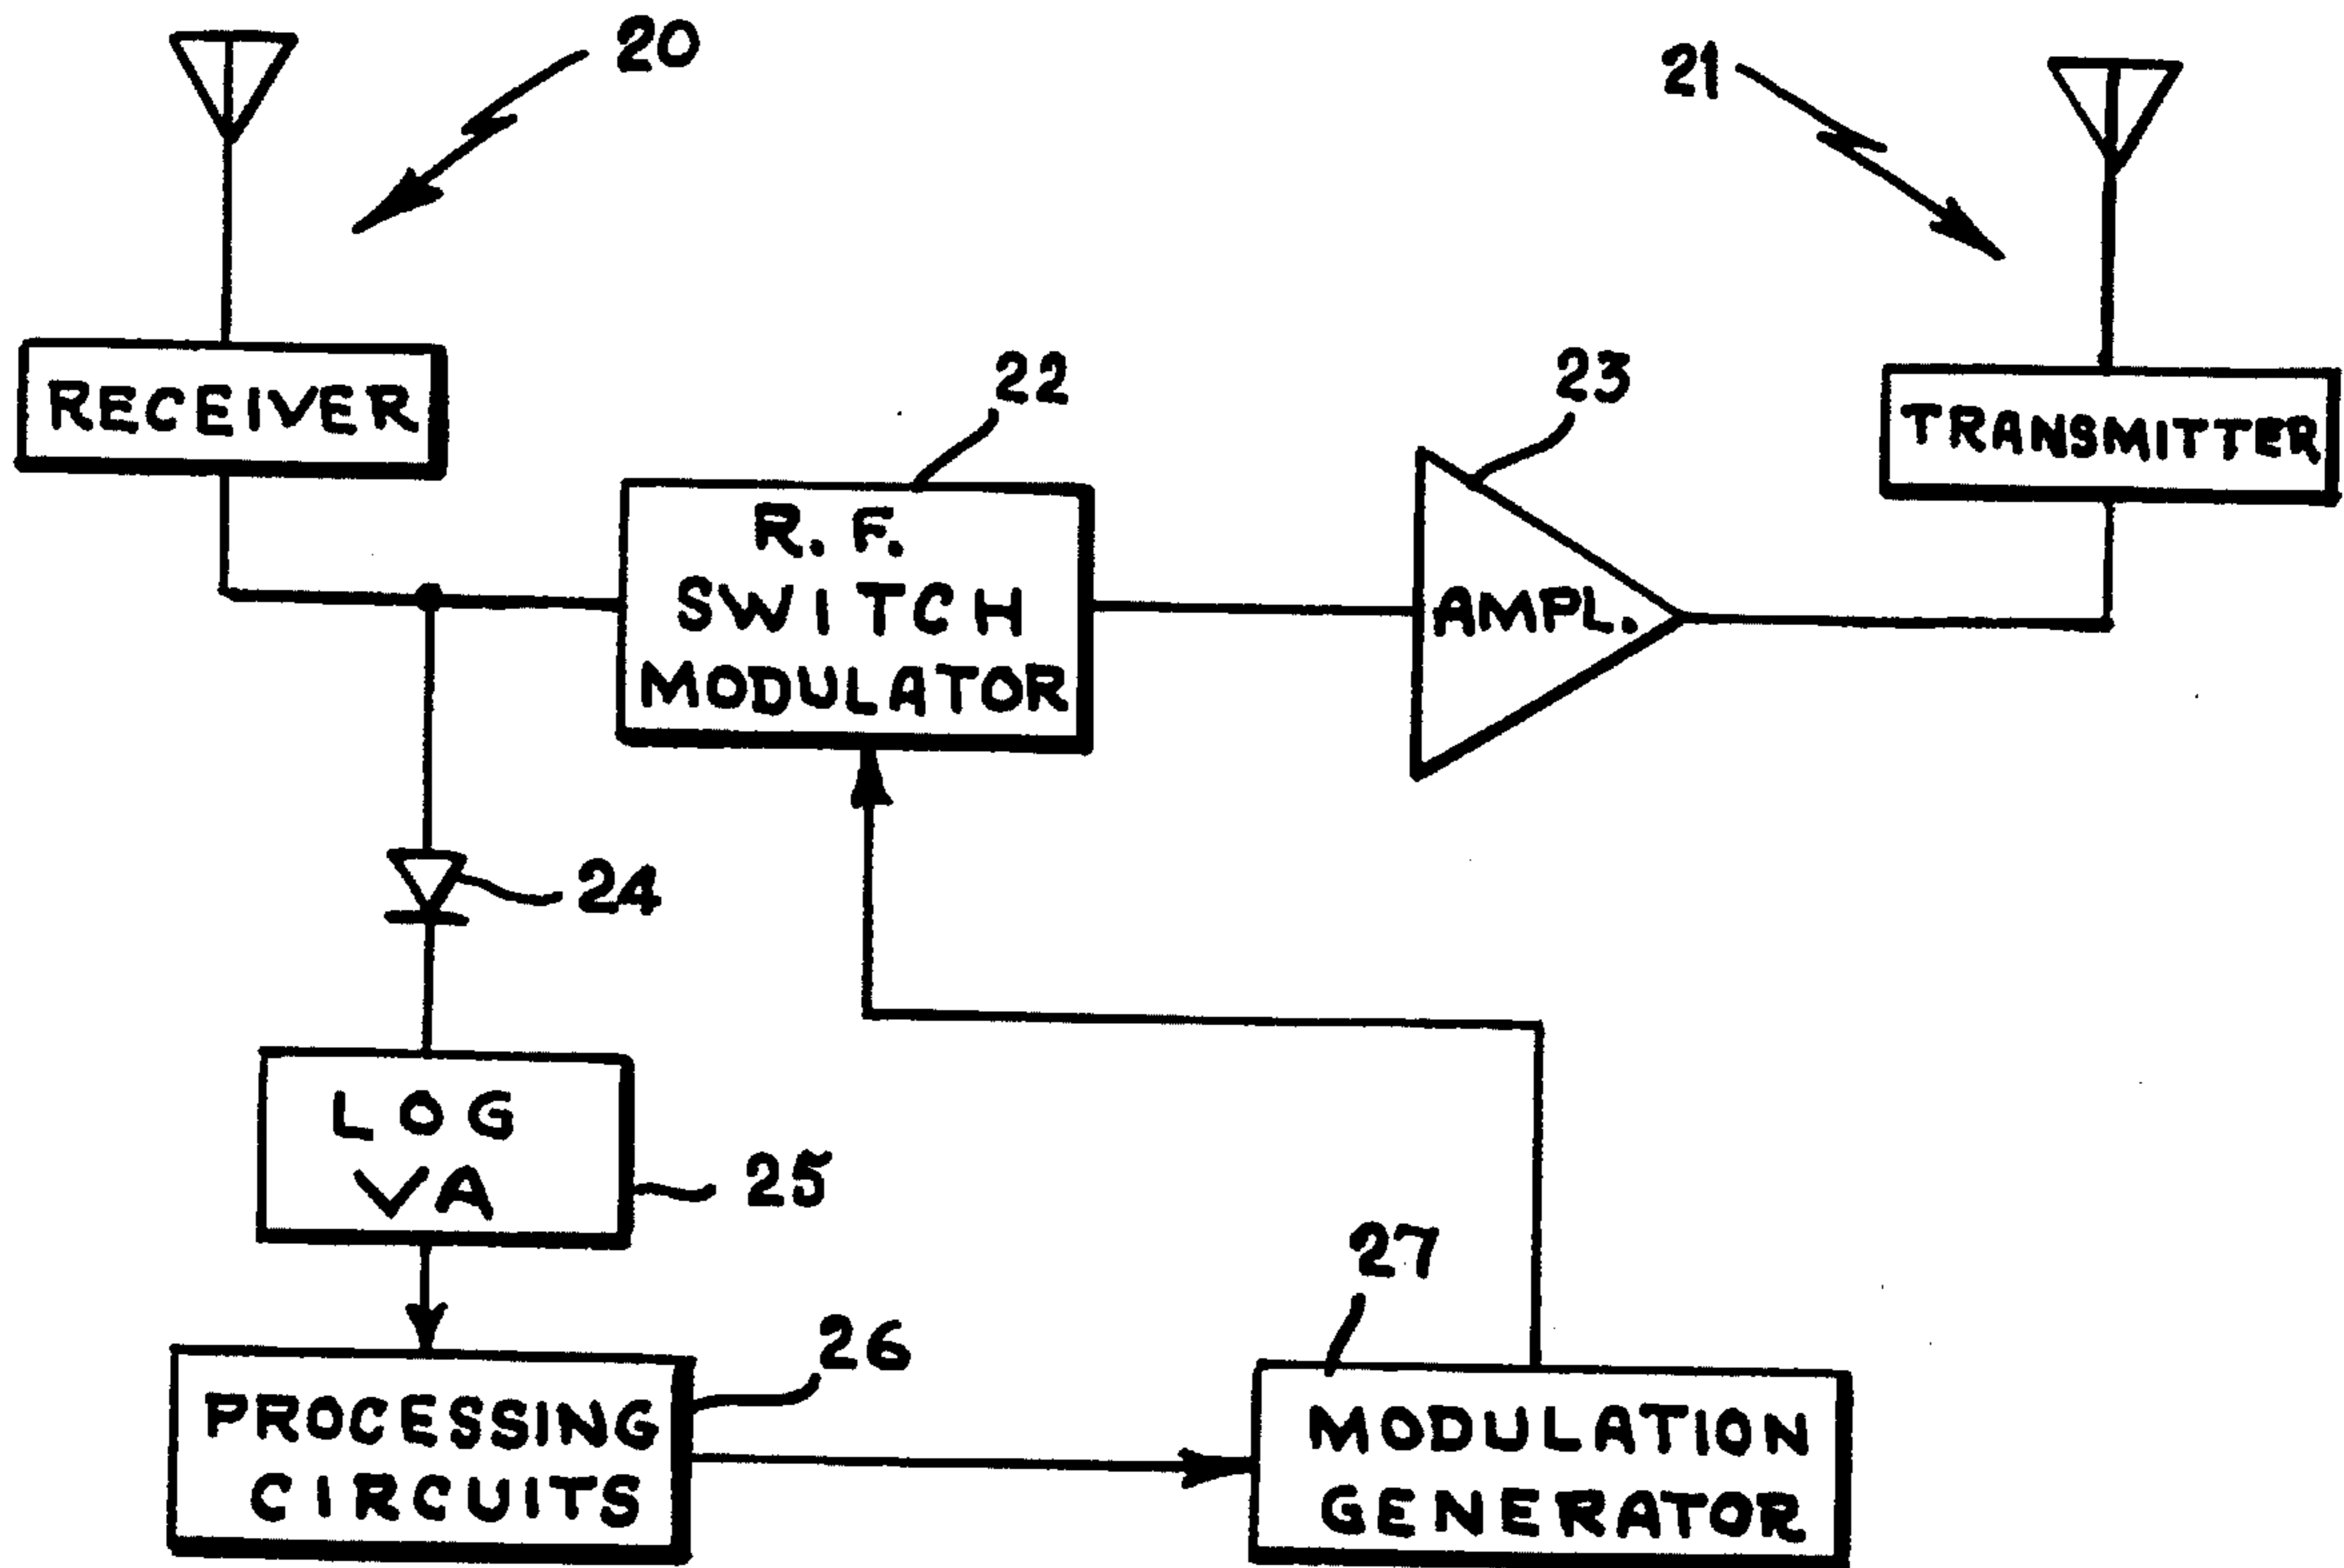 20
21
RECEIVER
22
23
TRANSMITTER
R. F.
SWITCH
MODULATOR
AMPL.
24
LOG
VA
25
26
27
PROCESSING
CIRCUITS
MODULATION
GENERATOR